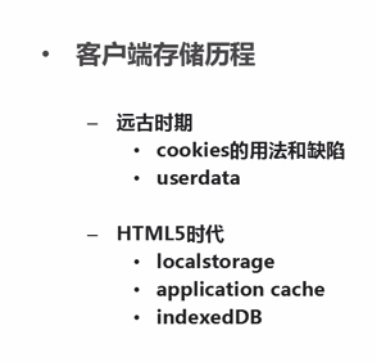 • 客户端存储历程
– 远古时期
• cookies的用法和缺陷
• userdata
– HTML5时代
• localstorage
• application cache
• indexedDB